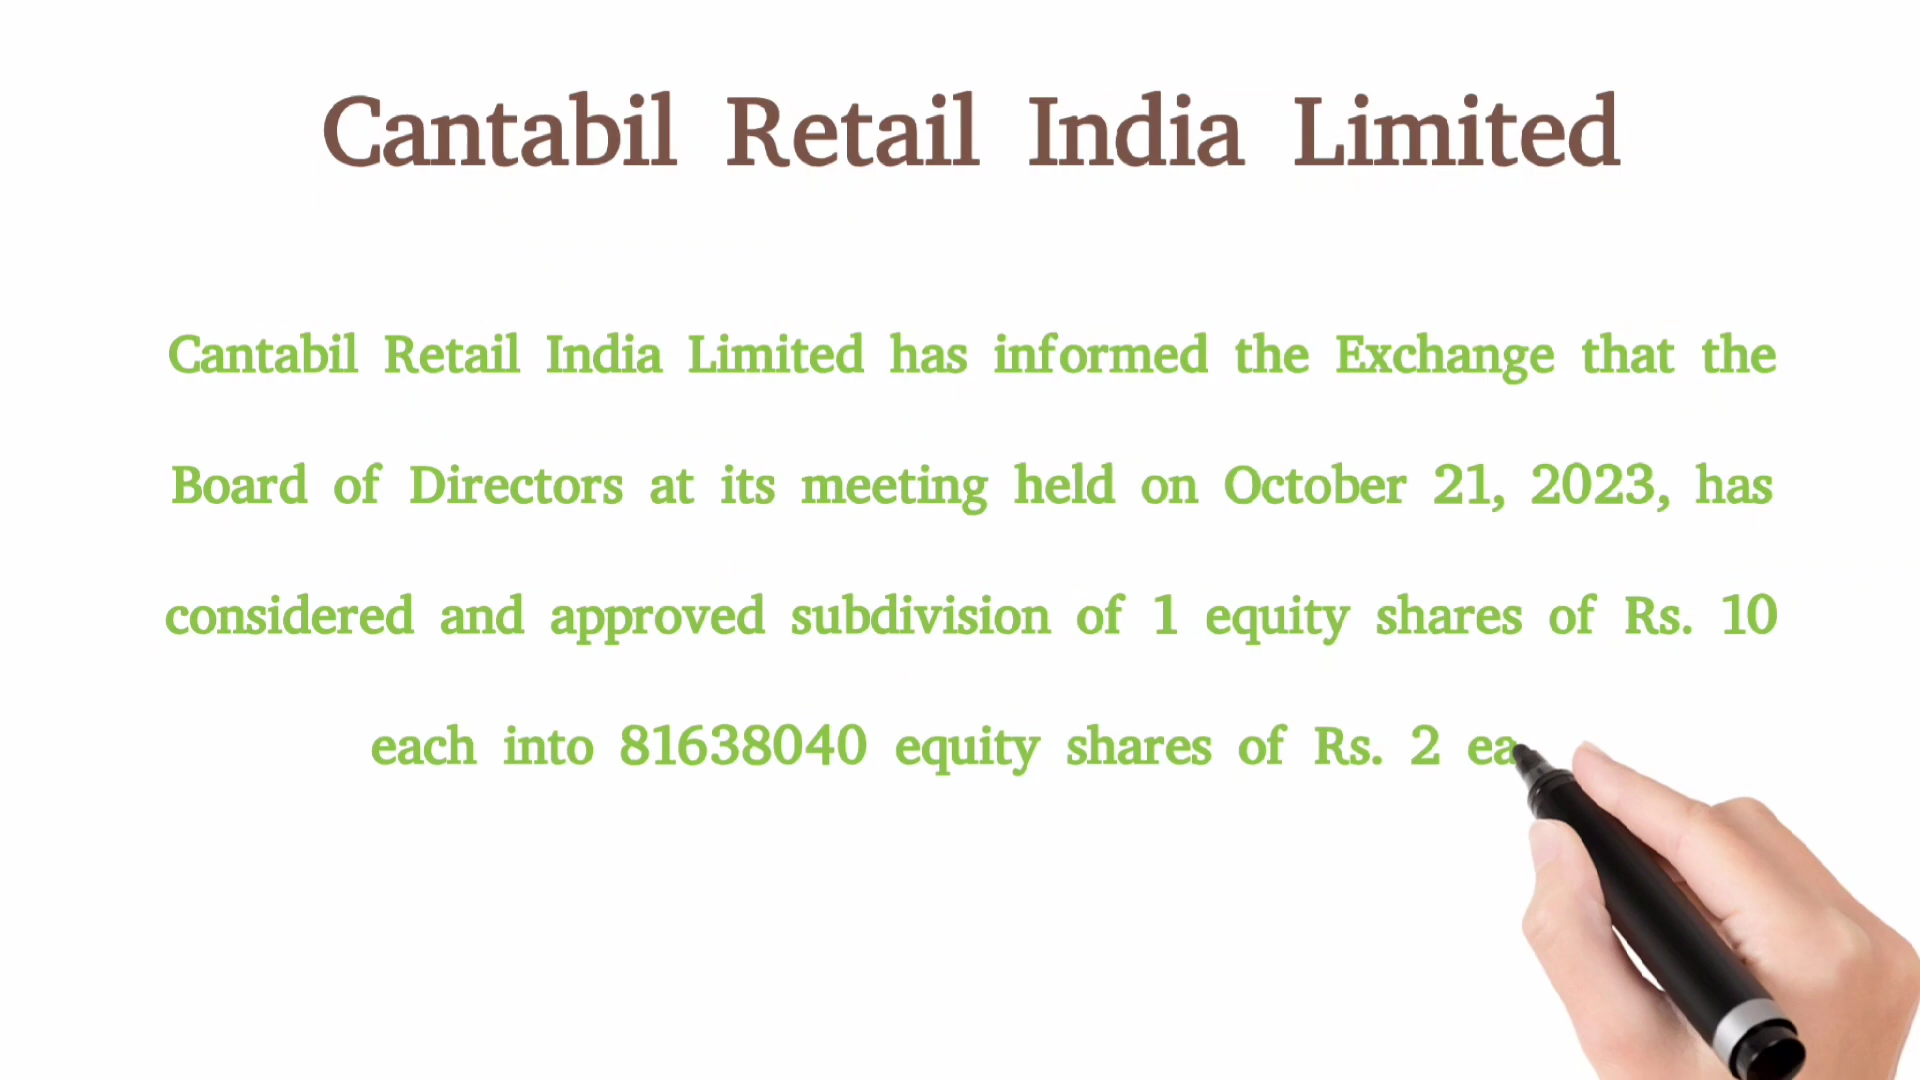 Cantabil Retail India Limited
Cantabil Retail India Limited has informed the Exchange that the
Board of Directors at its meeting held on October 21, 2023, has
considered and approved subdivision of 1 equity shares of Rs. 10
each into 81638040 equity shares of Rs. 2 ea